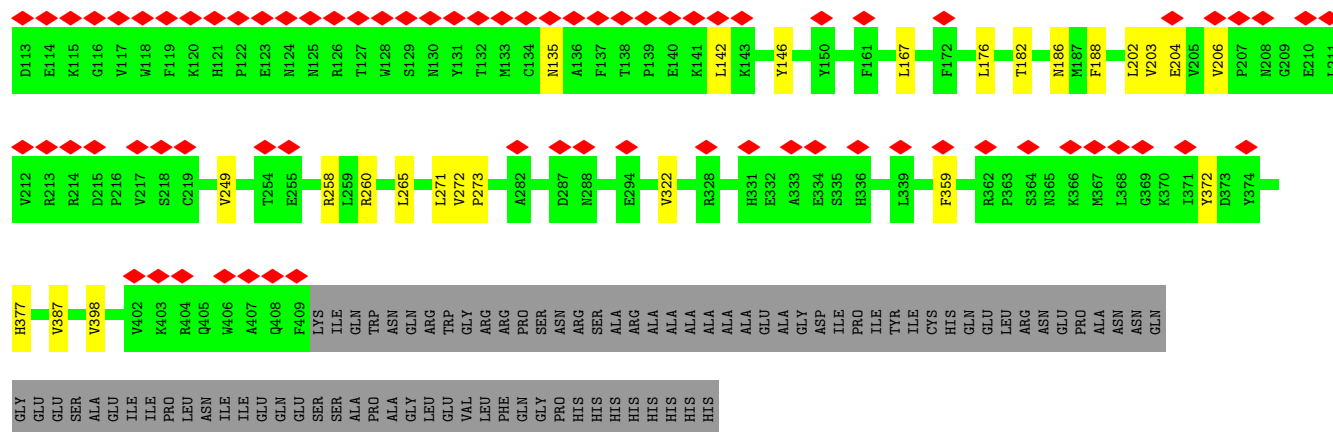 D113 E114 K115 G116 V117 W118 F119 K120 H121 P122 E123 N124 N125 R126 T127 W128 S129 N130 Y131 T132 M133 C134 N135 A136 F137 T138 P139 E140 K141 L142 K143 Y146 Y150 F161 L167 F172 L176 T182 N186 M187 F188 L202 V203 E204 V205 V206 P207 N208 G209 E210 L211
V212 R213 R214 D215 P216 V217 S218 C219 V249 T254 E255 R258 L259 R260 L265 L271 V272 P273 A282 D287 N288 E294 V322 R328 H331 E332 A333 E334 S335 H336 L339 F359 R362 P363 S364 N365 K366 M367 L368 G369 K370 I371 Y372 D373 Y374
H377 V387 V398 V402 K403 R404 Q405 W406 A407 Q408 F409 LYS ILE GLN TRP ASN GLN ARG TRP GLY ARG ARG PRO SER ASN ARG SER ALA ARG ALA ALA ALA ALA ALA ALA GLU ALA GLY ASP ILE PRO ILE TYR ILE CYS HIS GLN GLU LEU ARG ASN GLU PRO ALA ASN ASN GLN
GLY GLU GLU SER ALA GLU ILE ILE PRO LEU ASN ILE ILE GLU GLN GLU SER SER ALA PRO ALA GLY LEU GLU VAL LEU PHE GLN GLY PRO HIS HIS HIS HIS HIS HIS HIS HIS